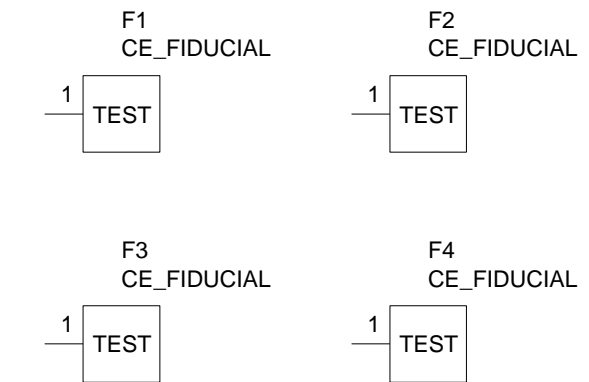 F1
CE_FIDUCIAL
1
TEST
F2
CE_FIDUCIAL
1
TEST
F3
CE_FIDUCIAL
1
TEST
F4
CE_FIDUCIAL
1
TEST